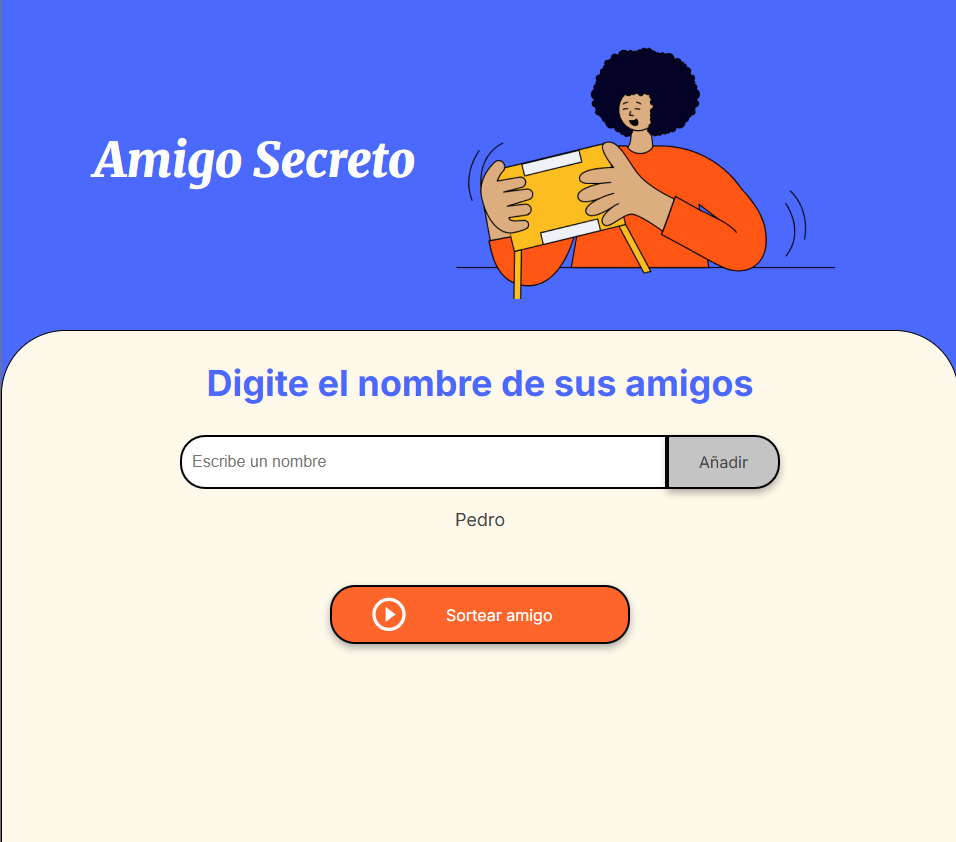 Amigo Secreto
Digite el nombre de sus amigos
Escribe un nombre
Añadir
Pedro
Sortear amigo